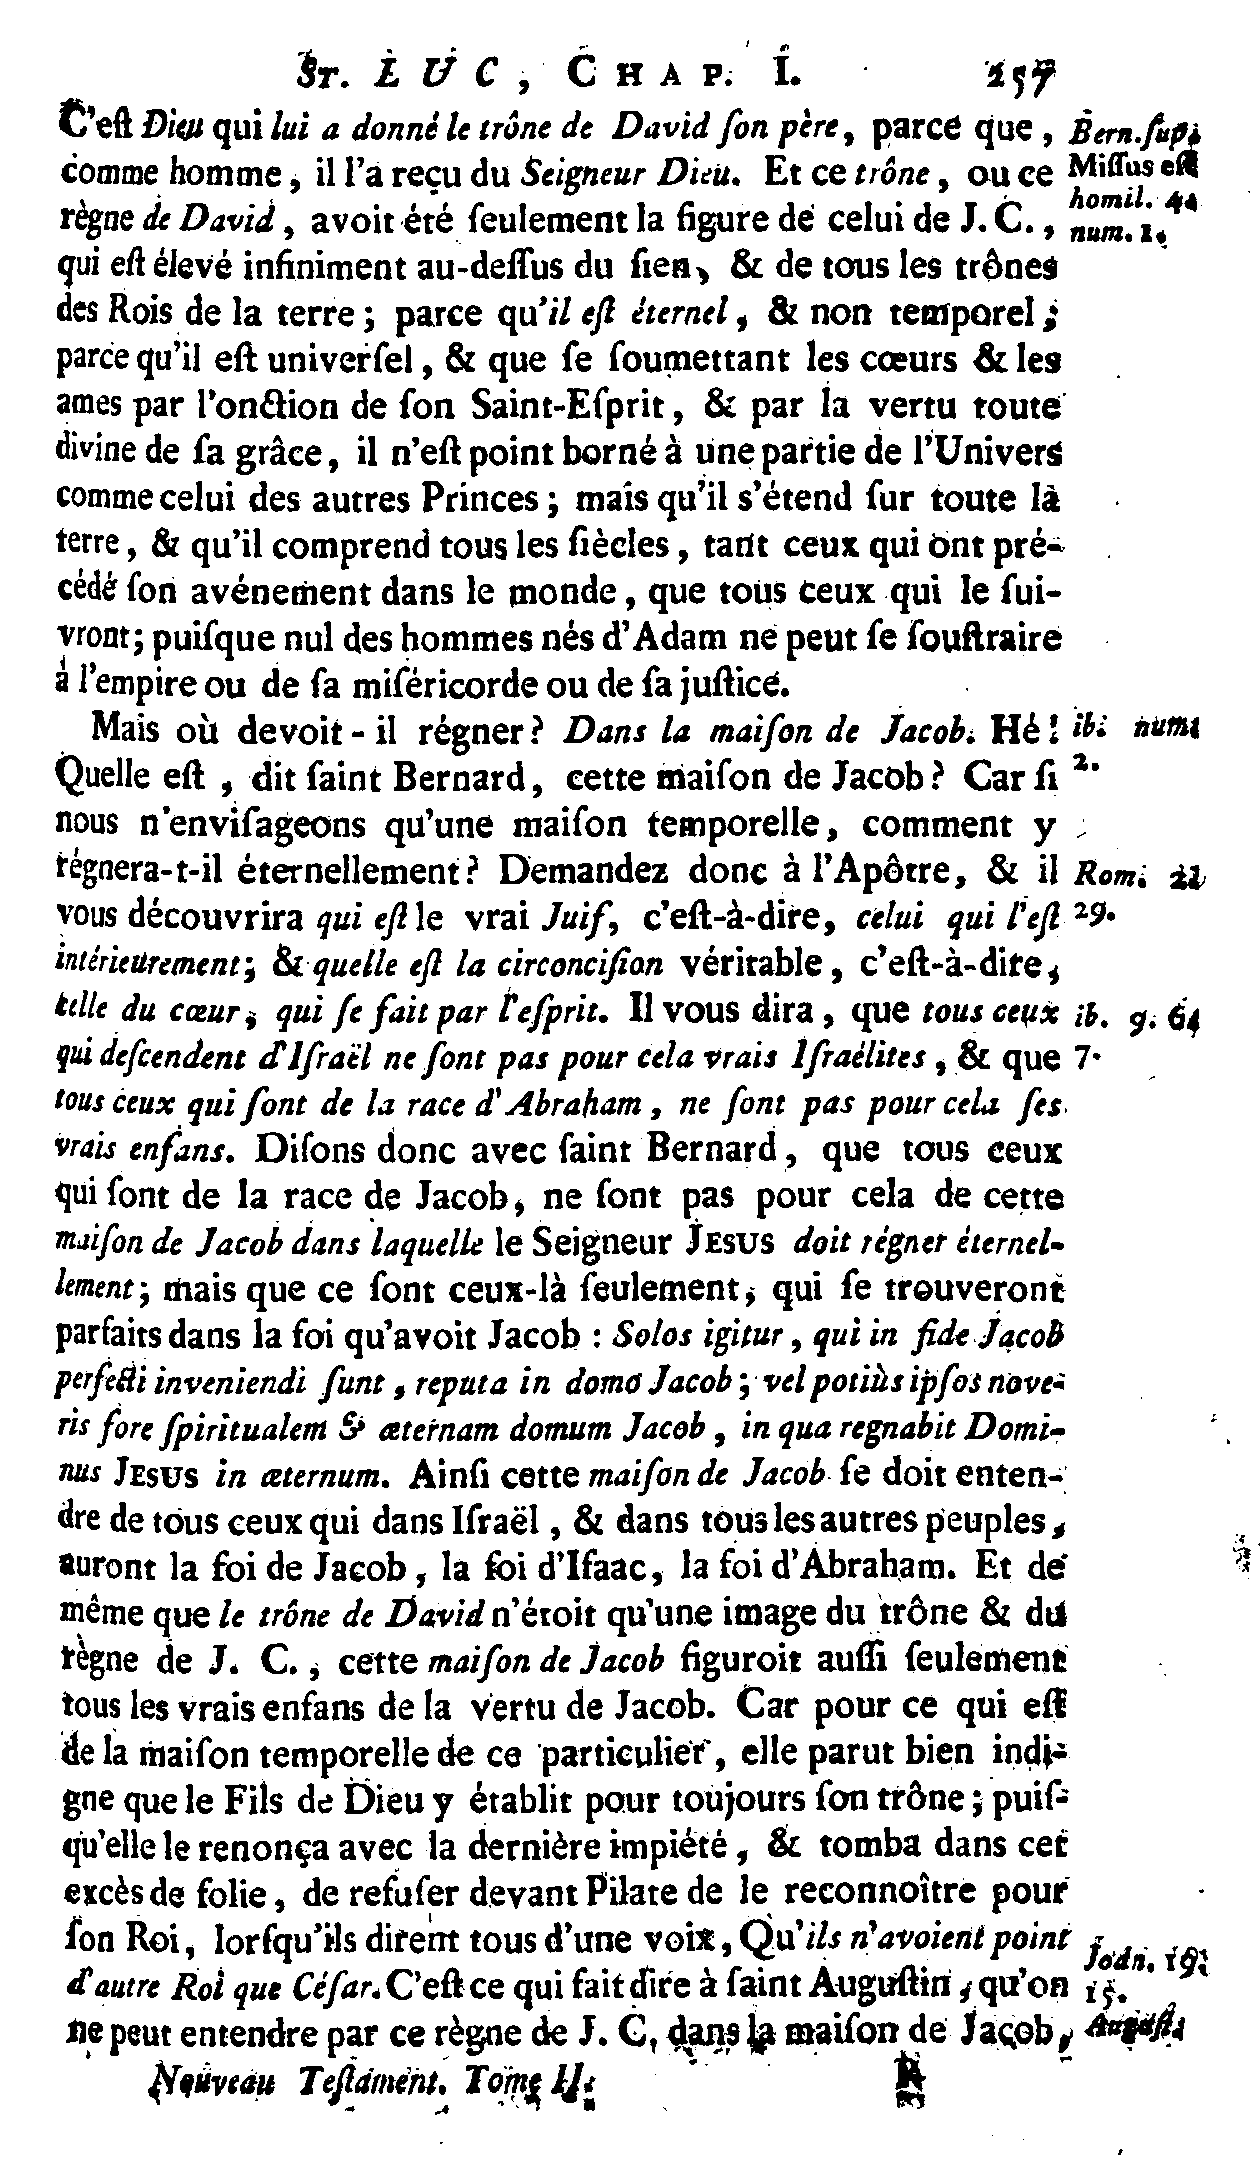 St. LUC, Chap. I. 257
C'eſt Dieu qui lui a donné le trône de David ſon père, parce que,
comme homme, il l'a reçu du Seigneur Dieu. Et ce trône, ou ce
règne de David, avoit été ſeulement la figure de celui de J. C.,
qui eſt élevé infiniment au-deſſus du ſien, & de tous les trônes
des Rois de la terre; parce qu'il eſt éternel, & non temporel;
parce qu'il eſt univerſel, & que ſe ſoumettant les cœurs & les
ames par l'onction de ſon Saint-Eſprit, & par la vertu toute
divine de ſa grâce, il n'eſt point borné à une partie de l'Univers
comme celui des autres Princes; mais qu'il s'étend ſur toute la
terre, & qu'il comprend tous les ſiècles, tant ceux qui ont pré-
cédé ſon avénement dans le monde, que tous ceux qui le ſui-
vront; puiſque nul des hommes nés d'Adam ne peut ſe ſouſtraire
à l'empire ou de ſa miſéricorde ou de ſa juſtice.
Mais où devoit-il régner? Dans la maiſon de Jacob. Hé!
Quelle eſt, dit ſaint Bernard, cette maiſon de Jacob? Car ſi
nous n'enviſageons qu'une maiſon temporelle, comment y
régnera-t-il éternellement? Demandez donc à l'Apôtre, & il
vous découvrira qui eſt le vrai Juif, c'eſt-à-dire, celui qui l'eſt
intérieurement; & quelle eſt la circonciſion véritable, c'eſt-à-dire,
celle du cœur, qui ſe fait par l'eſprit. Il vous dira, que tous ceux
qui deſcendent d'Iſraël ne ſont pas pour cela vrais Iſraélites, & que
tous ceux qui ſont de la race d'Abraham, ne ſont pas pour cela ſes
vrais enfans. Diſons donc avec ſaint Bernard, que tous ceux
qui ſont de la race de Jacob, ne ſont pas pour cela de cette
maiſon de Jacob dans laquelle le Seigneur JESUS doit régner éternel-
lement; mais que ce ſont ceux-là ſeulement, qui ſe trouveront
parfaits dans la foi qu'avoit Jacob : Solos igitur, qui in fide Jacob
perfecti inveniendi ſunt, reputa in domo Jacob; vel potiùs ipſos nove-
ris fore ſpiritualem & æternam domum Jacob, in qua regnabit Domi-
nus JESUS in æternum. Ainſi cette maiſon de Jacob ſe doit enten-
dre de tous ceux qui dans Iſraël, & dans tous les autres peuples,
auront la foi de Jacob, la foi d'Iſaac, la foi d'Abraham. Et de
même que le trône de David n'étoit qu'une image du trône & du
règne de J. C., cette maiſon de Jacob figuroit auſſi ſeulement
tous les vrais enfans de la vertu de Jacob. Car pour ce qui eſt
de la maiſon temporelle de ce particulier, elle parut bien indi-
gne que le Fils de Dieu y établit pour toujours ſon trône; puiſ-
qu'elle le renonça avec la dernière impiété, & tomba dans cet
excès de folie, de refuſer devant Pilate de le reconnoître pour
ſon Roi, lorſqu'ils dirent tous d'une voix, Qu'ils n'avoient point
d'autre Roi que Céſar. C'eſt ce qui fait dire à ſaint Auguſtin, qu'on
ne peut entendre par ce règne de J. C. dans la maiſon de Jacob,
Nouveau Teſtament. Tome II. R
Bern. ſup.
Miſſus eſt
homil. 4.
num. 1.
ib. num.
2.
Rom. 2.
29.
ib. 9. 6.
7.
Joan. 19.
15.
Auguſt.